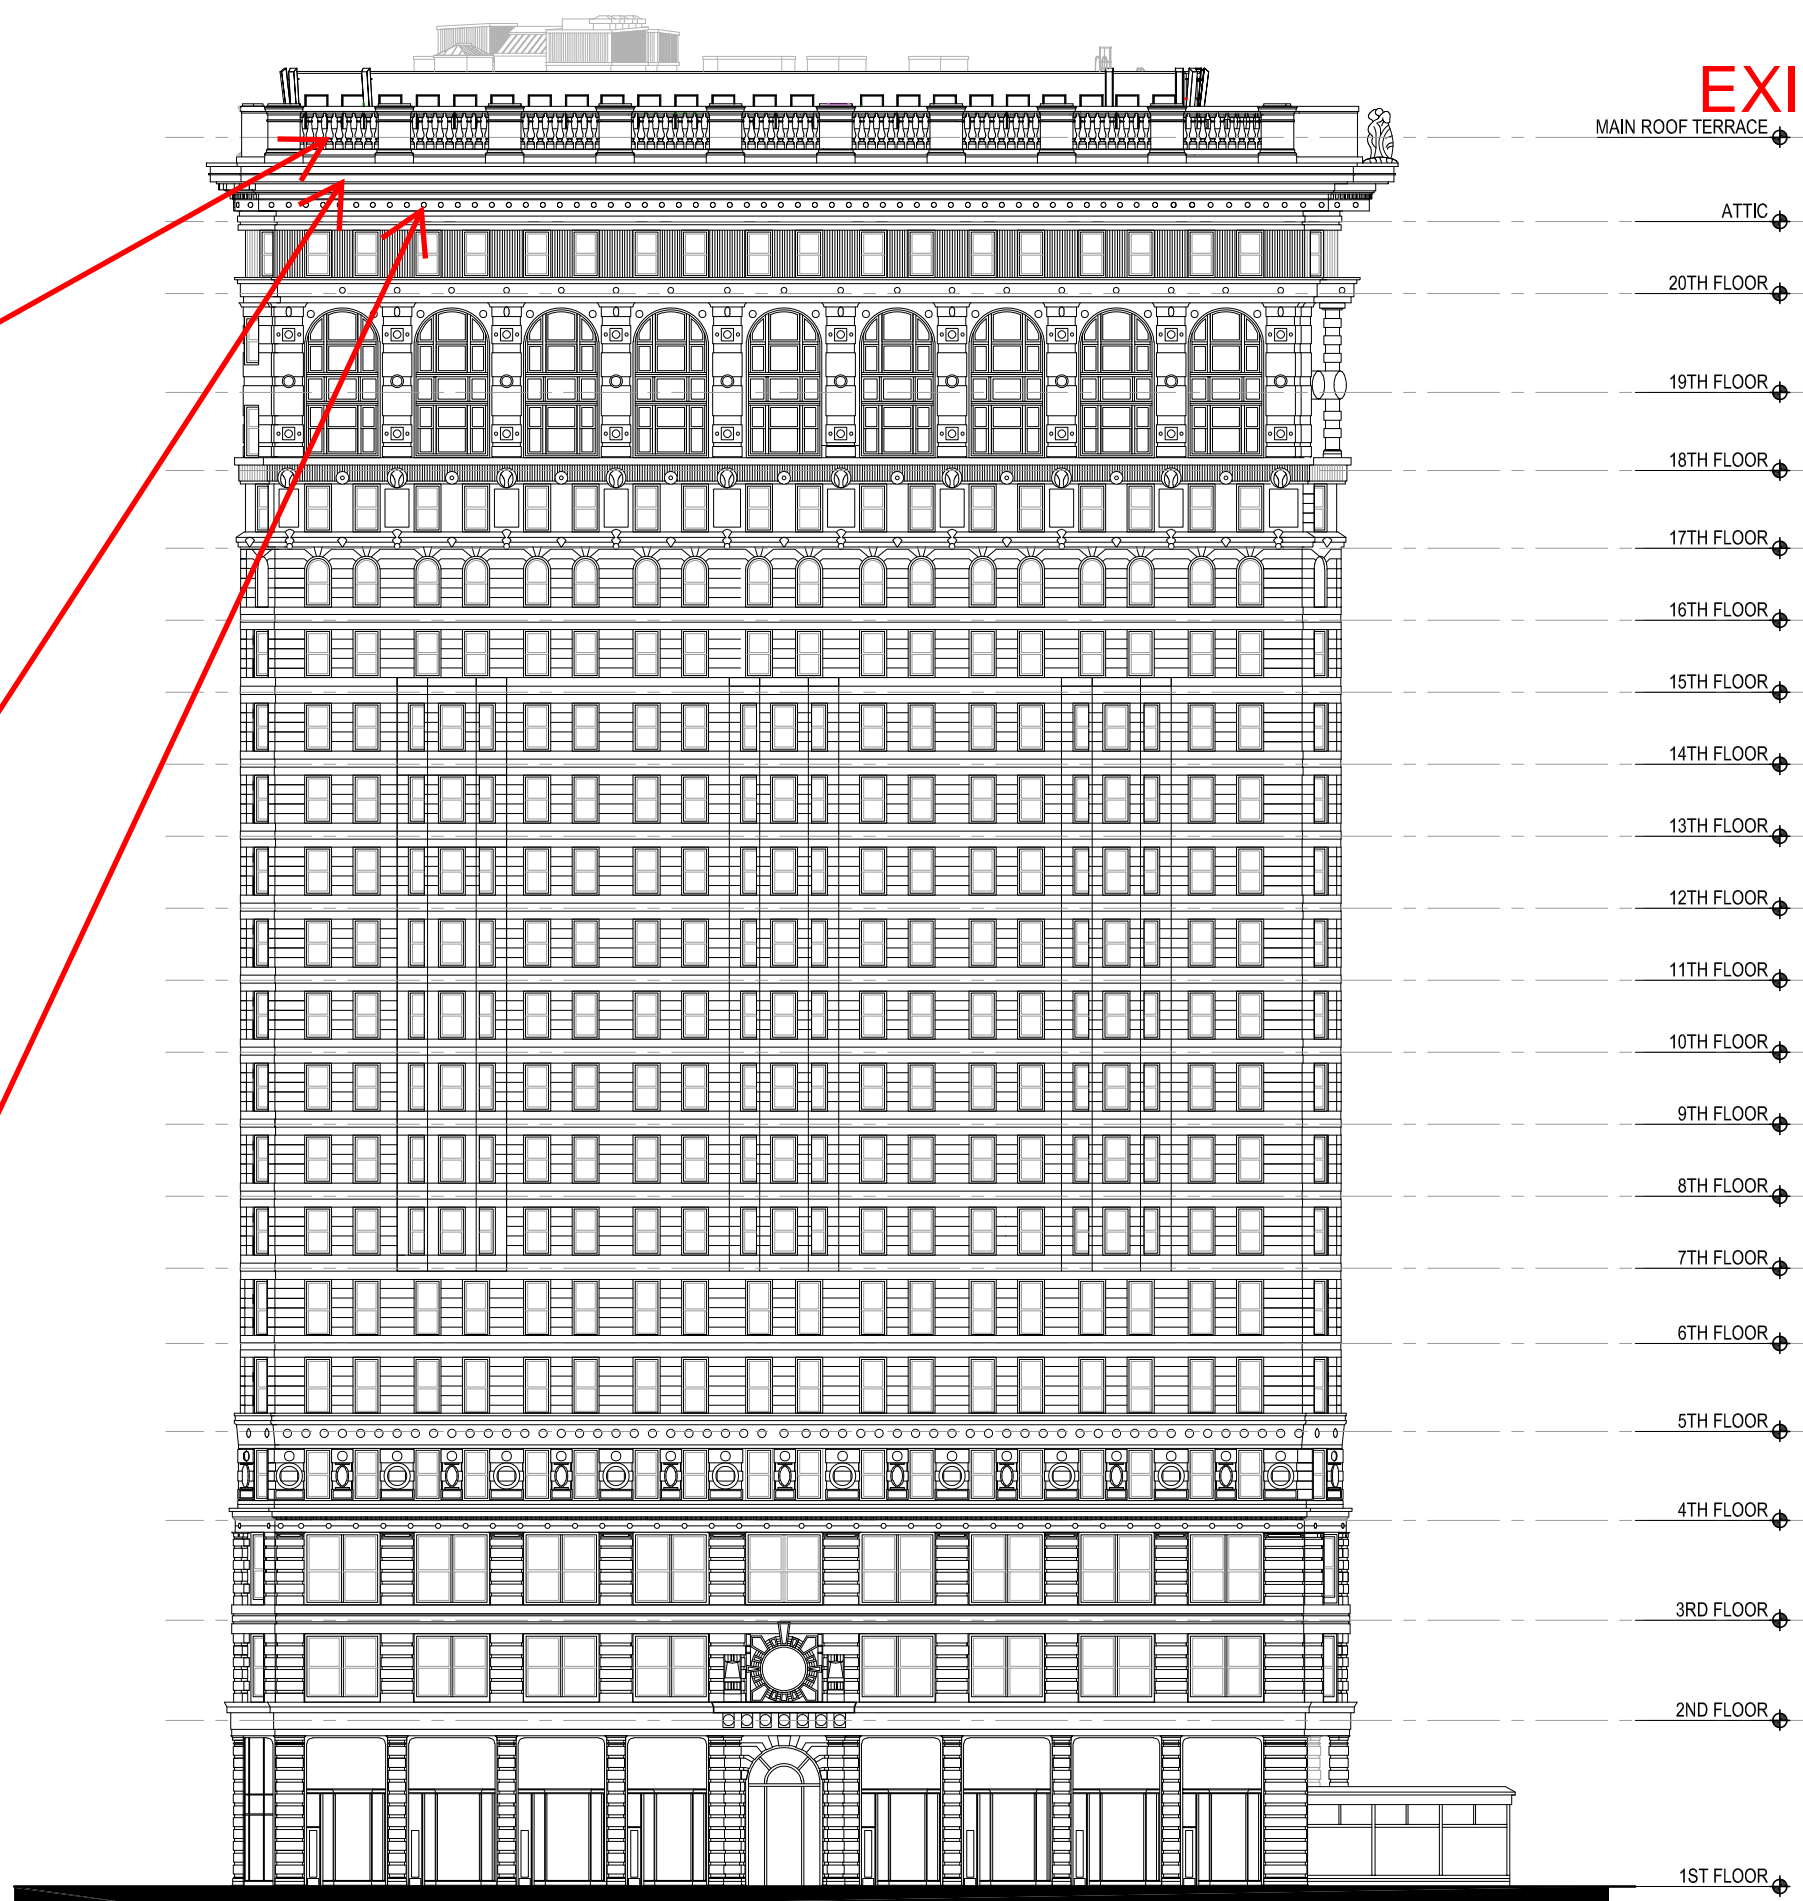 EXI
MAIN ROOF TERRACE
ATTIC
20TH FLOOR
19TH FLOOR
18TH FLOOR
17TH FLOOR
16TH FLOOR
15TH FLOOR
14TH FLOOR
13TH FLOOR
12TH FLOOR
11TH FLOOR
10TH FLOOR
9TH FLOOR
8TH FLOOR
7TH FLOOR
6TH FLOOR
5TH FLOOR
4TH FLOOR
3RD FLOOR
2ND FLOOR
1ST FLOOR